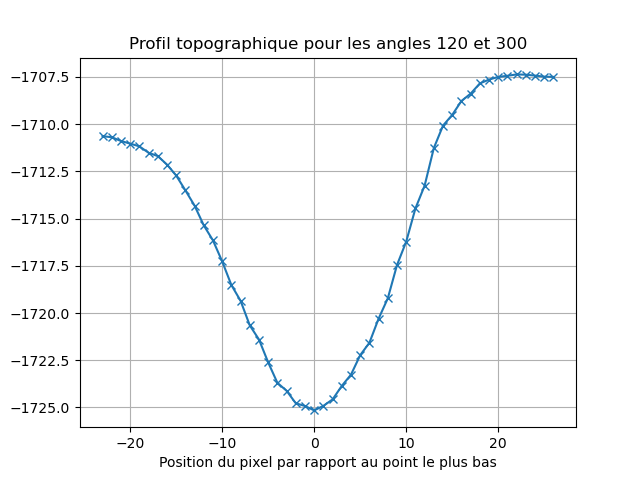 Profil topographique pour les angles 120 et 300
−1707.5
−1710.0
−1712.5
−1715.0
−1717.5
−1720.0
−1722.5
−1725.0
−20 −10 0 10 20
Position du pixel par rapport au point le plus bas